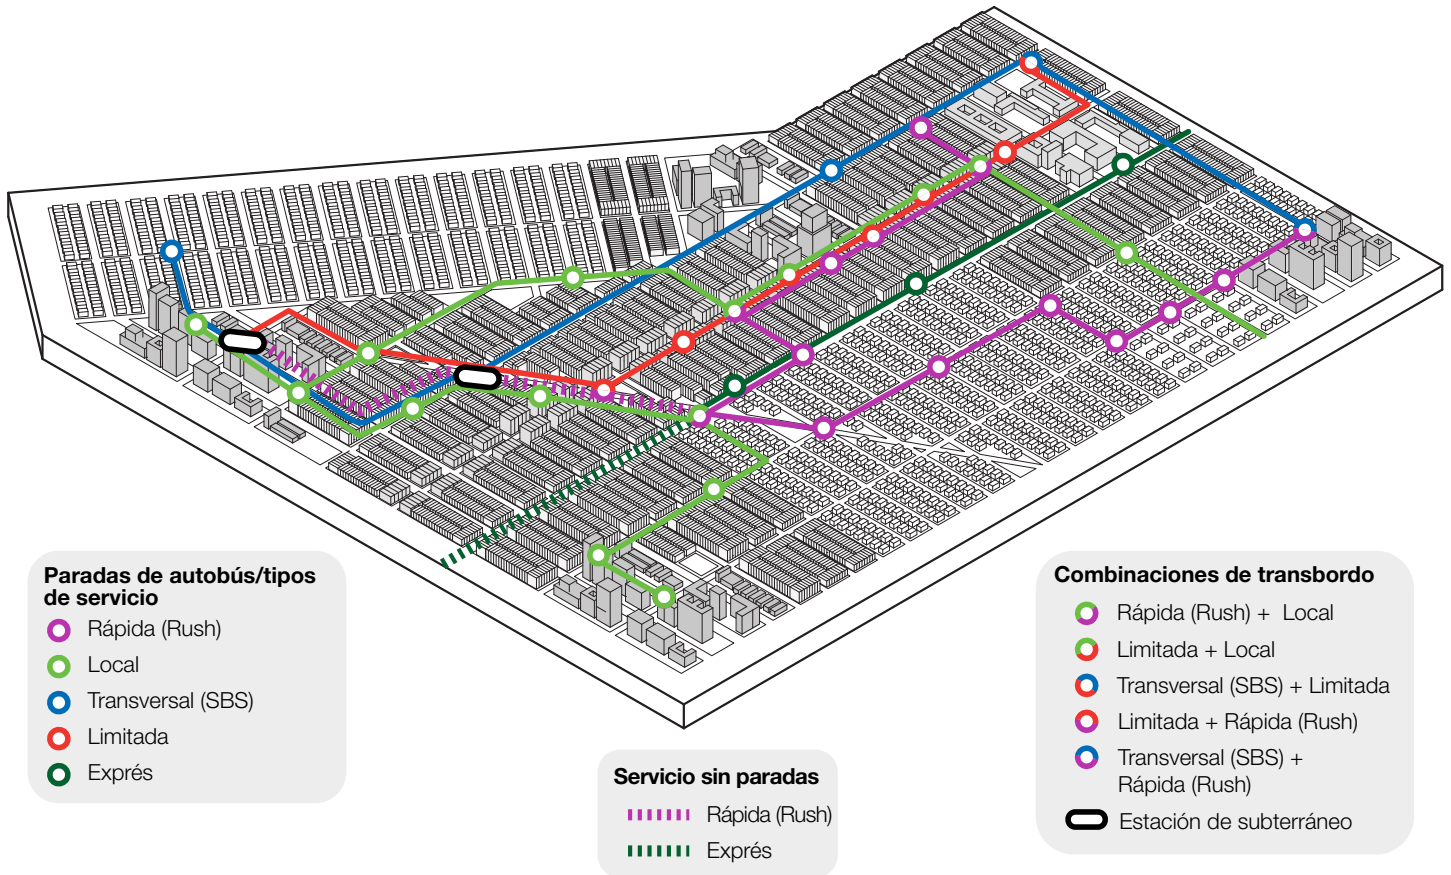 Paradas de autobús/tipos
de servicio
Rápida (Rush)
Local
Transversal (SBS)
Limitada
Exprés
Servicio sin paradas
Rápida (Rush)
Exprés
Combinaciones de transbordo
Rápida (Rush) + Local
Limitada + Local
Transversal (SBS) + Limitada
Limitada + Rápida (Rush)
Transversal (SBS) +
Rápida (Rush)
Estación de subterráneo